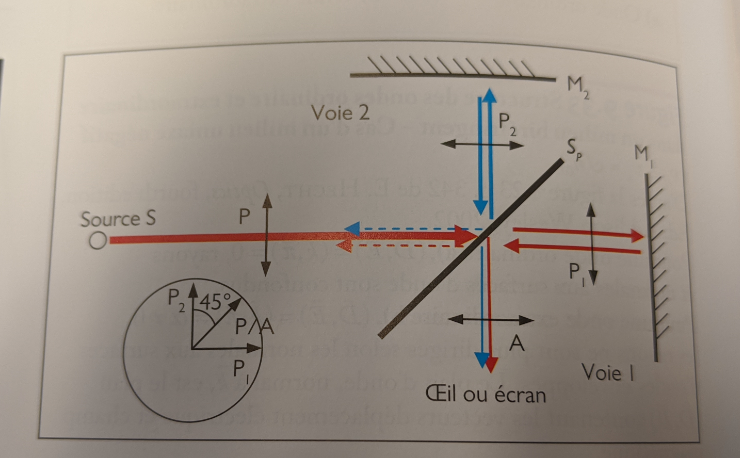 M₂
Voie 2
P₂
Sₚ
M₁
Source S
P
P₁
P₂
45°
P/A
P₁
A
Voie 1
Œil ou écran